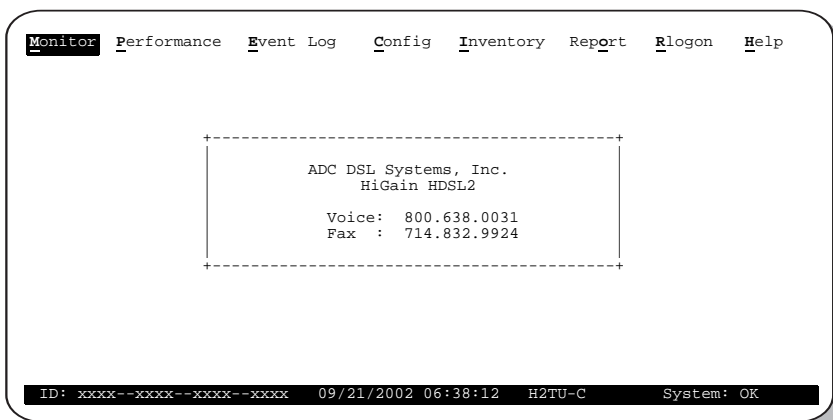 Monitor Performance Event Log Config Inventory Report Rlogon Help
ADC DSL Systems, Inc.
HiGain HDSL2
Voice: 800.638.0031
Fax : 714.832.9924
ID: xxxx--xxxx--xxxx--xxxx 09/21/2002 06:38:12 H2TU-C System: OK